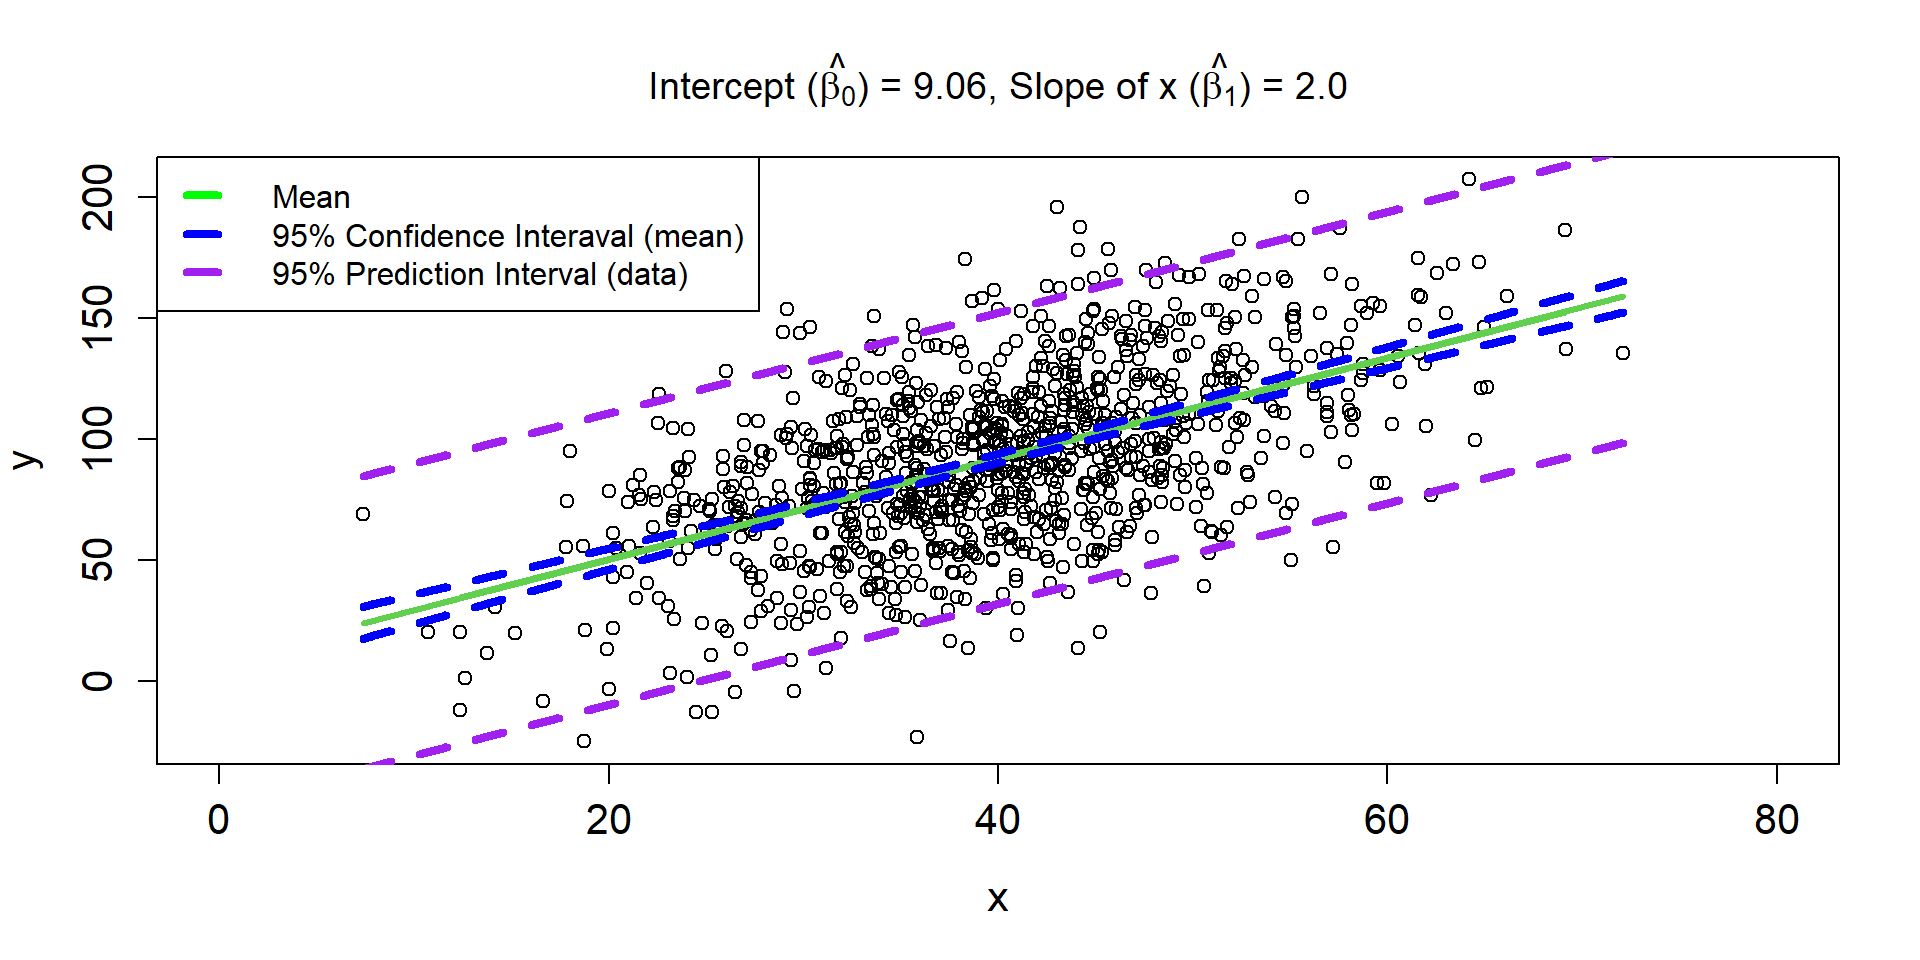 Intercept (β̂₀) = 9.06, Slope of x (β̂₁) = 2.0
Mean
95% Confidence Interaval (mean)
95% Prediction Interval (data)
200
150
100
50
0
y
0 20 40 60 80
x